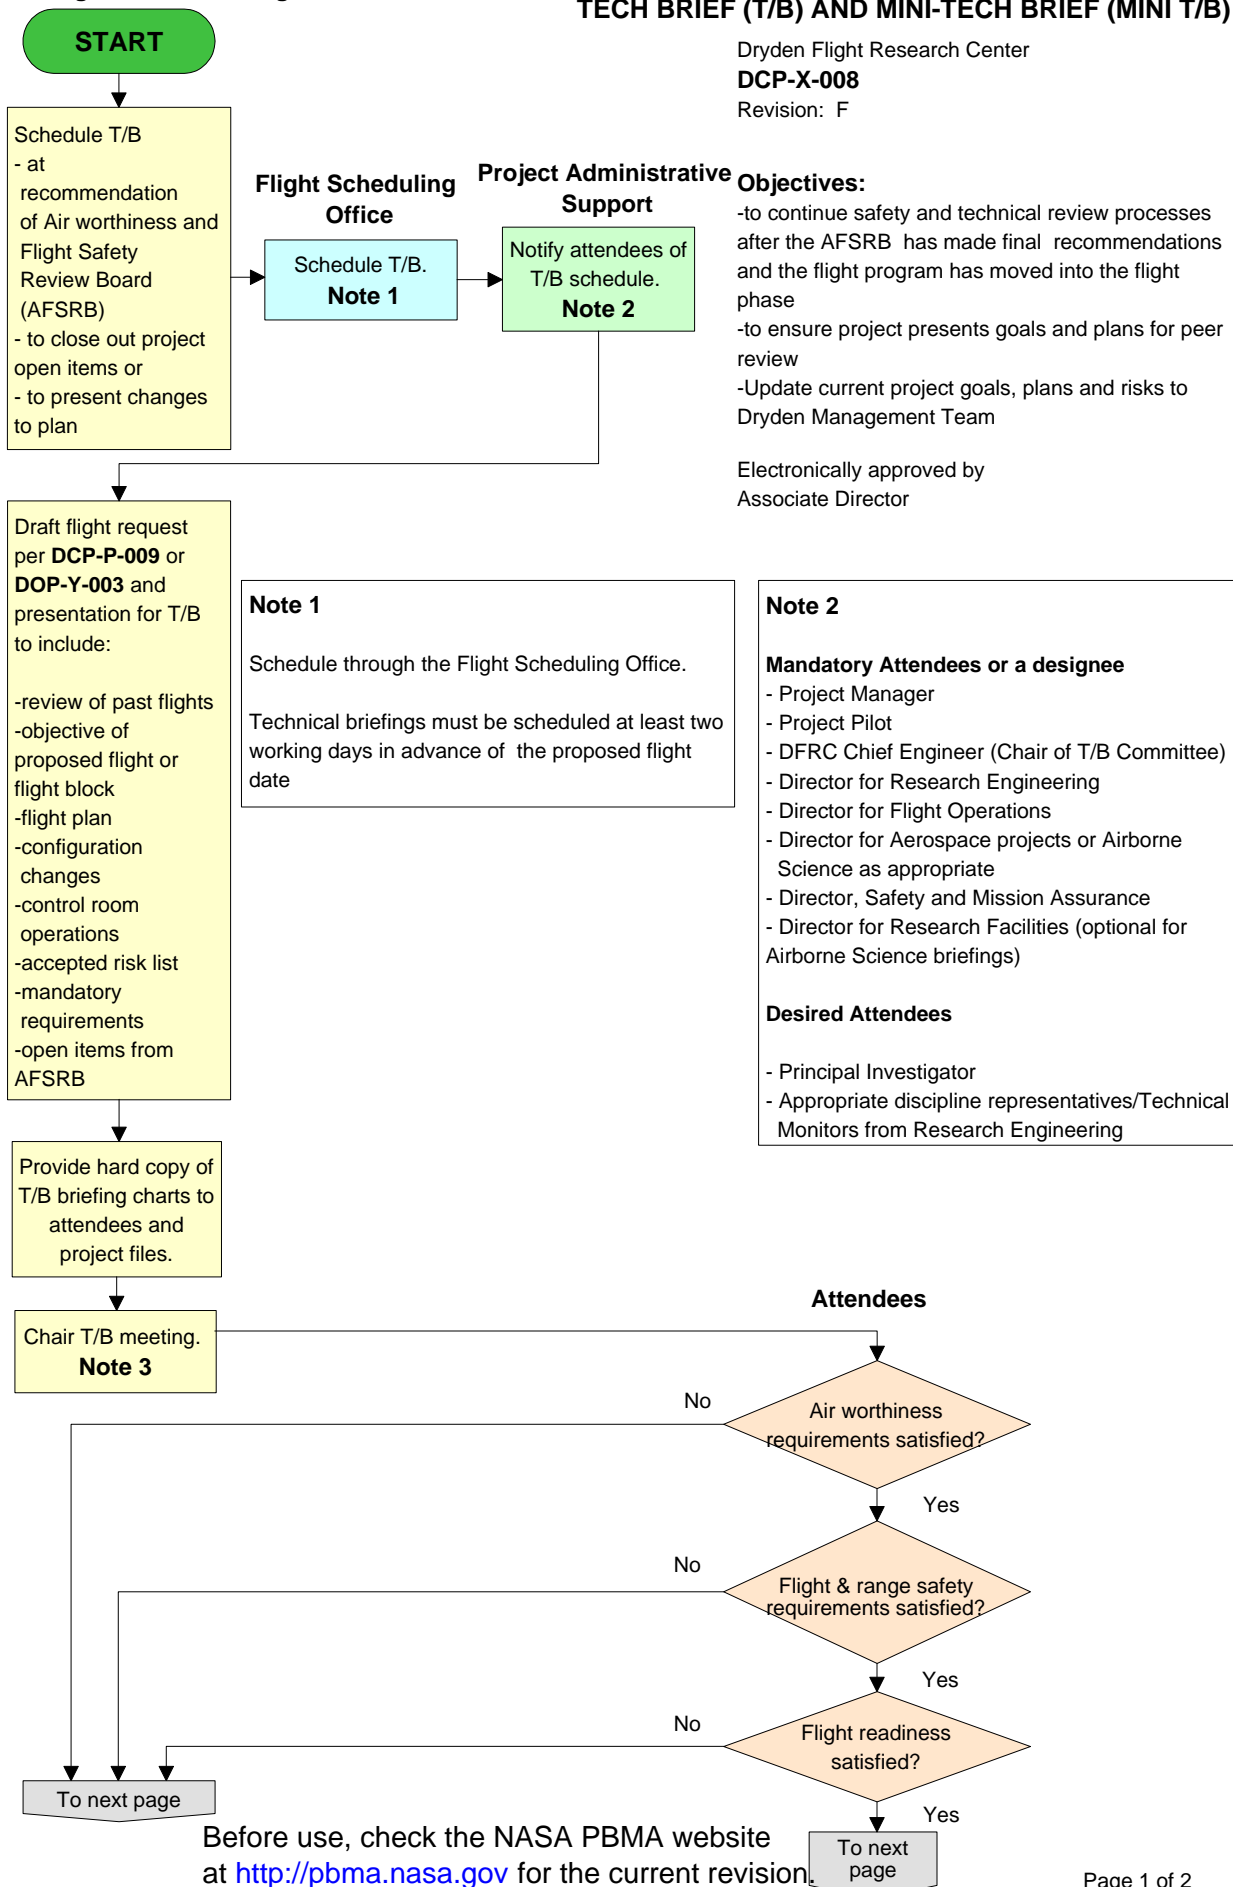 TECH BRIEF (T/B) AND MINI-TECH BRIEF (MINI T/B)
START
Dryden Flight Research Center
DCP-X-008
Revision: F
Schedule T/B
- at
recommendation
of Air worthiness and
Flight Safety
Review Board
(AFSRB)
- to close out project
open items or
- to present changes
to plan
Flight Scheduling
Office
Schedule T/B.
Note 1
Project Administrative
Support
Notify attendees of
T/B schedule.
Note 2
Objectives:
-to continue safety and technical review processes
after the AFSRB has made final recommendations
and the flight program has moved into the flight
phase
-to ensure project presents goals and plans for peer
review
-Update current project goals, plans and risks to
Dryden Management Team
Electronically approved by
Associate Director
Draft flight request
per DCP-P-009 or
DOP-Y-003 and
presentation for T/B
to include:
-review of past flights
-objective of
proposed flight or
flight block
-flight plan
-configuration
changes
-control room
operations
-accepted risk list
-mandatory
requirements
-open items from
AFSRB
Note 1
Schedule through the Flight Scheduling Office.
Technical briefings must be scheduled at least two
working days in advance of the proposed flight
date
Note 2
Mandatory Attendees or a designee
- Project Manager
- Project Pilot
- DFRC Chief Engineer (Chair of T/B Committee)
- Director for Research Engineering
- Director for Flight Operations
- Director for Aerospace projects or Airborne
Science as appropriate
- Director, Safety and Mission Assurance
- Director for Research Facilities (optional for
Airborne Science briefings)
Desired Attendees
- Principal Investigator
- Appropriate discipline representatives/Technical
Monitors from Research Engineering
Provide hard copy of
T/B briefing charts to
attendees and
project files.
Chair T/B meeting.
Note 3
Attendees
No
Air worthiness
requirements satisfied?
Yes
No
Flight & range safety
requirements satisfied?
Yes
No
Flight readiness
satisfied?
Yes
To next page
To next
page
Before use, check the NASA PBMA website
at http://pbma.nasa.gov for the current revision.
Page 1 of 2